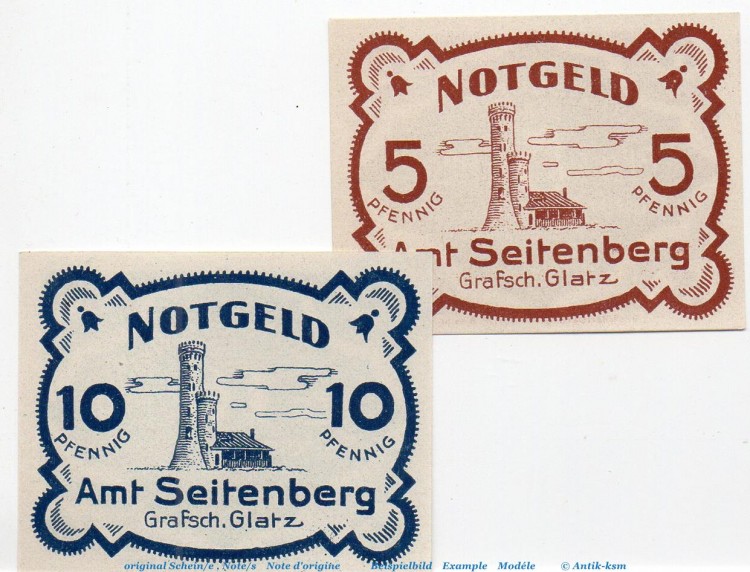 NOTGELD
5 5
PFENNIG PFENNIG
Amt Seitenberg
Grafsch. Glatz
NOTGELD
10 10
PFENNIG PFENNIG
Amt Seitenberg
Grafsch. Glatz
original Schein/e , Note/s Note d'origine Beispielbild Example Modéle © Antik-ksm